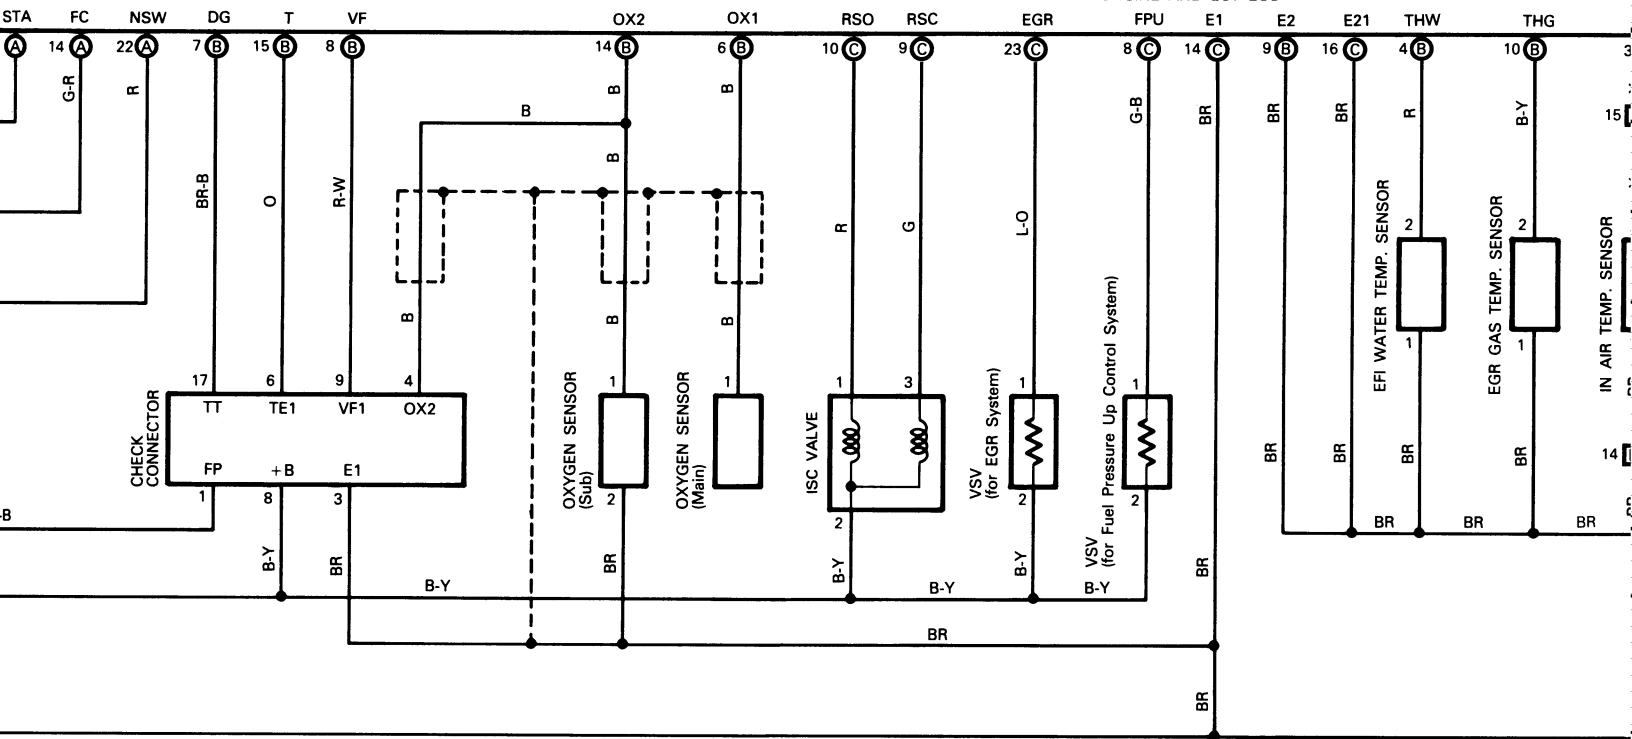 STA FC NSW DG T VF OX2 OX1 RSO RSC EGR FPU E1 E2 E21 THW THG
A 14 A 22 A 7 B 15 B 8 B 14 B 6 B 10 C 9 C 23 C 8 C 14 C 9 B 16 C 4 B 10 B 3
G-R R B B G-B BR BR BR R B-Y 15
B
B
BR-B O R-W R G L-O
B B B
2 2
EFI WATER TEMP. SENSOR
EGR GAS TEMP. SENSOR
IN AIR TEMP. SENSOR
1 1
17 6 9 4 1 1 1 3 1 1
TT TE1 VF1 OX2
CHECK
CONNECTOR
OXYGEN SENSOR
(Sub)
OXYGEN SENSOR
(Main)
ISC VALVE
VSV
(for EGR System)
VSV
(for Fuel Pressure Up Control System)
BR BR BR BR 14
FP +B E1
1 8 3 2 2 2 2
-B
BR BR BR
B-Y BR BR B-Y B-Y BR
B-Y B-Y B-Y
BR
BR